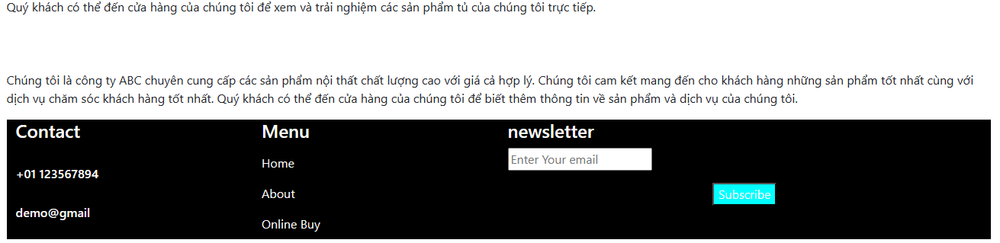 Quý khách có thể đến cửa hàng của chúng tôi để xem và trải nghiệm các sản phẩm tủ của chúng tôi trực tiếp.
Chúng tôi là công ty ABC chuyên cung cấp các sản phẩm nội thất chất lượng cao với giá cả hợp lý. Chúng tôi cam kết mang đến cho khách hàng những sản phẩm tốt nhất cùng với
dịch vụ chăm sóc khách hàng tốt nhất. Quý khách có thể đến cửa hàng của chúng tôi để biết thêm thông tin về sản phẩm và dịch vụ của chúng tôi.
Contact
+01 123567894
demo@gmail
Menu
Home
About
Online Buy
newsletter
Enter Your email
Subscribe